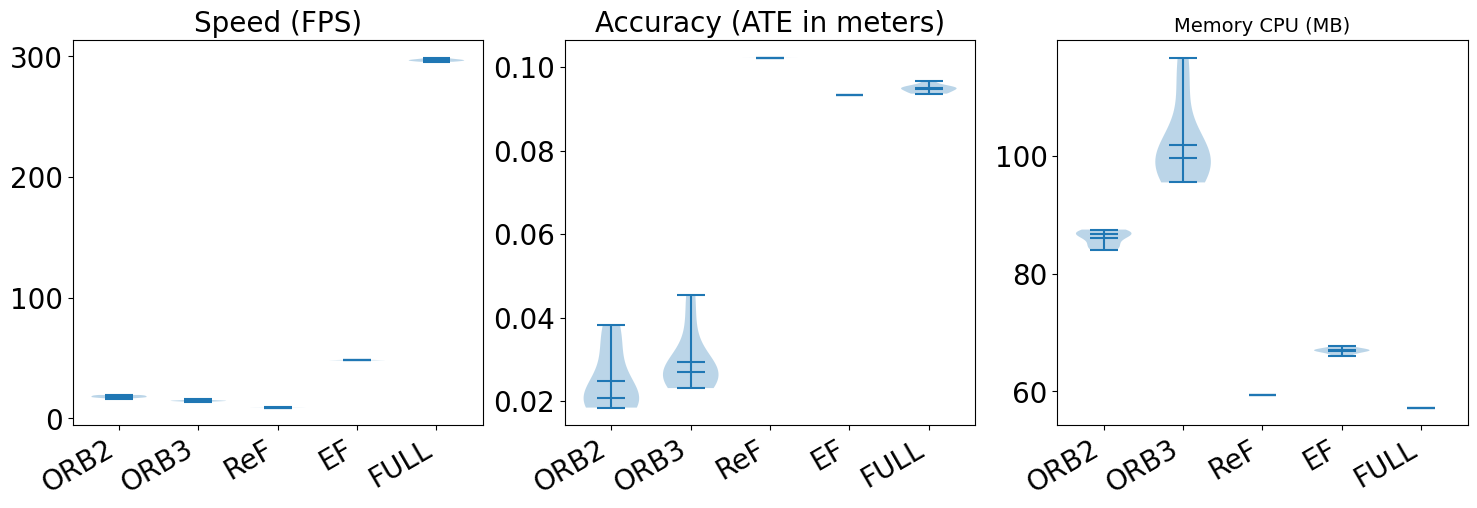 Speed (FPS)
300
200
100
0
ORB2
ORB3
ReF
EF
FULL
Accuracy (ATE in meters)
0.10
0.08
0.06
0.04
0.02
ORB2
ORB3
ReF
EF
FULL
Memory CPU (MB)
100
80
60
ORB2
ORB3
ReF
EF
FULL